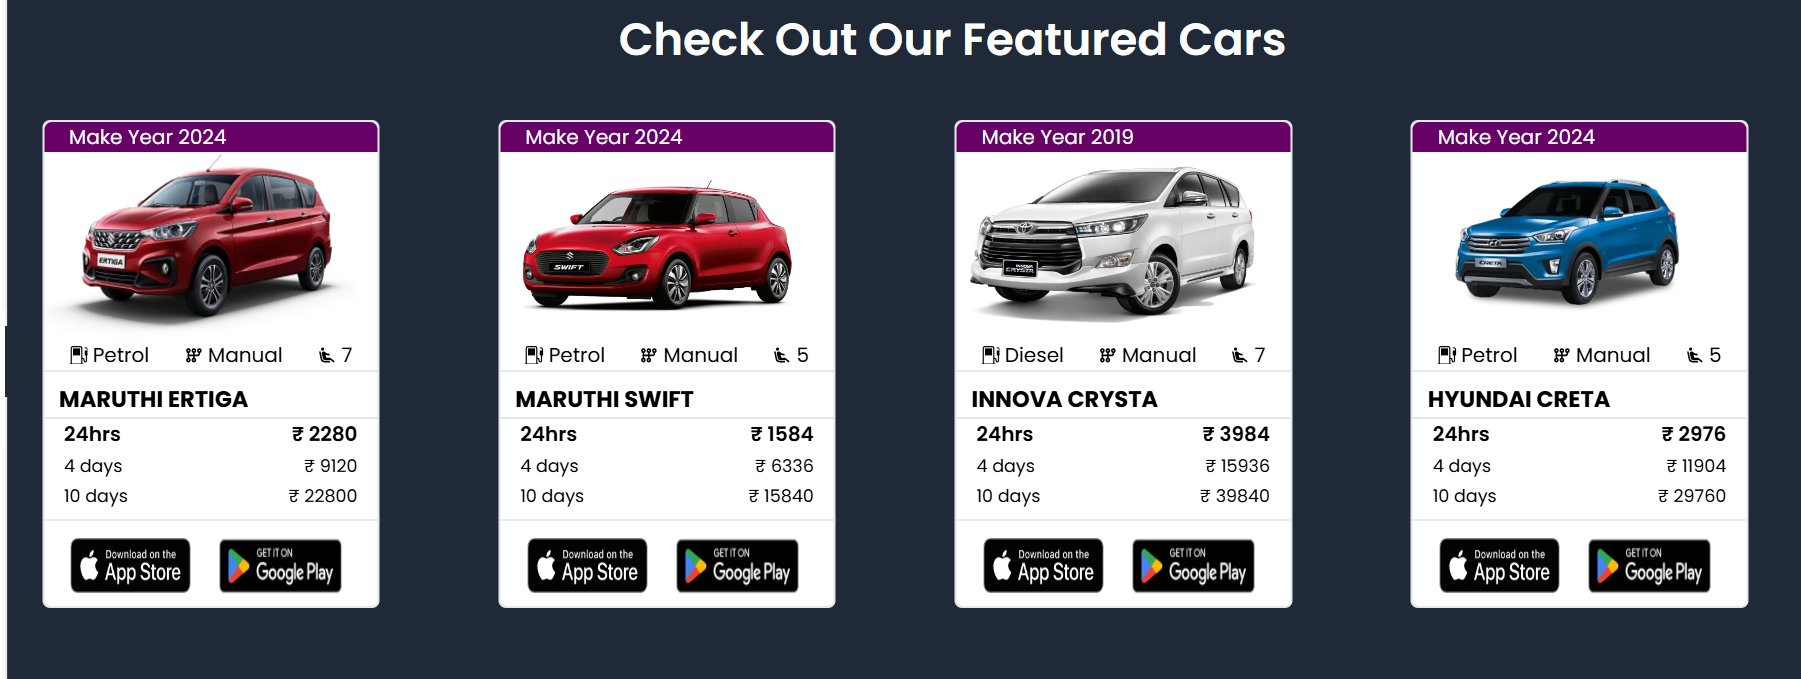 Check Out Our Featured Cars
Make Year 2024
ERTIGA
Petrol Manual 7
MARUTHI ERTIGA
24hrs ₹ 2280
4 days ₹ 9120
10 days ₹ 22800
Download on the
App Store
GET IT ON
Google Play
Make Year 2024
SWIFT
Petrol Manual 5
MARUTHI SWIFT
24hrs ₹ 1584
4 days ₹ 6336
10 days ₹ 15840
Download on the
App Store
GET IT ON
Google Play
Make Year 2019
INNOVA
CRYSTA
Diesel Manual 7
INNOVA CRYSTA
24hrs ₹ 3984
4 days ₹ 15936
10 days ₹ 39840
Download on the
App Store
GET IT ON
Google Play
Make Year 2024
CRETA
Petrol Manual 5
HYUNDAI CRETA
24hrs ₹ 2976
4 days ₹ 11904
10 days ₹ 29760
Download on the
App Store
GET IT ON
Google Play